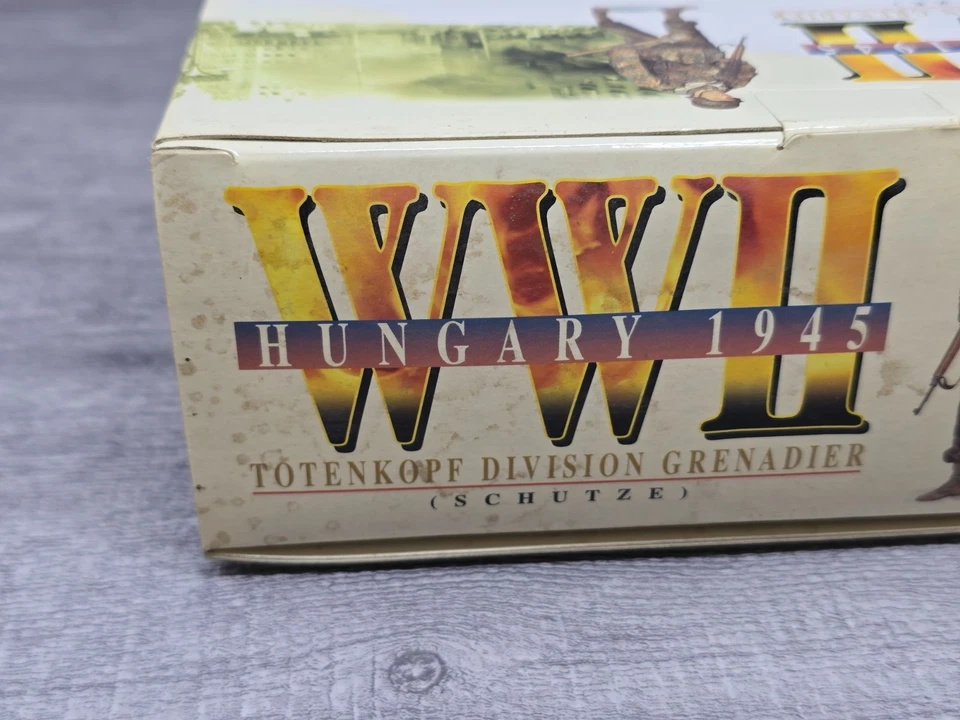 WWII
HUNGARY 1945
TOTENKOPF DIVISION GRENADIER
(SCHUTZE)